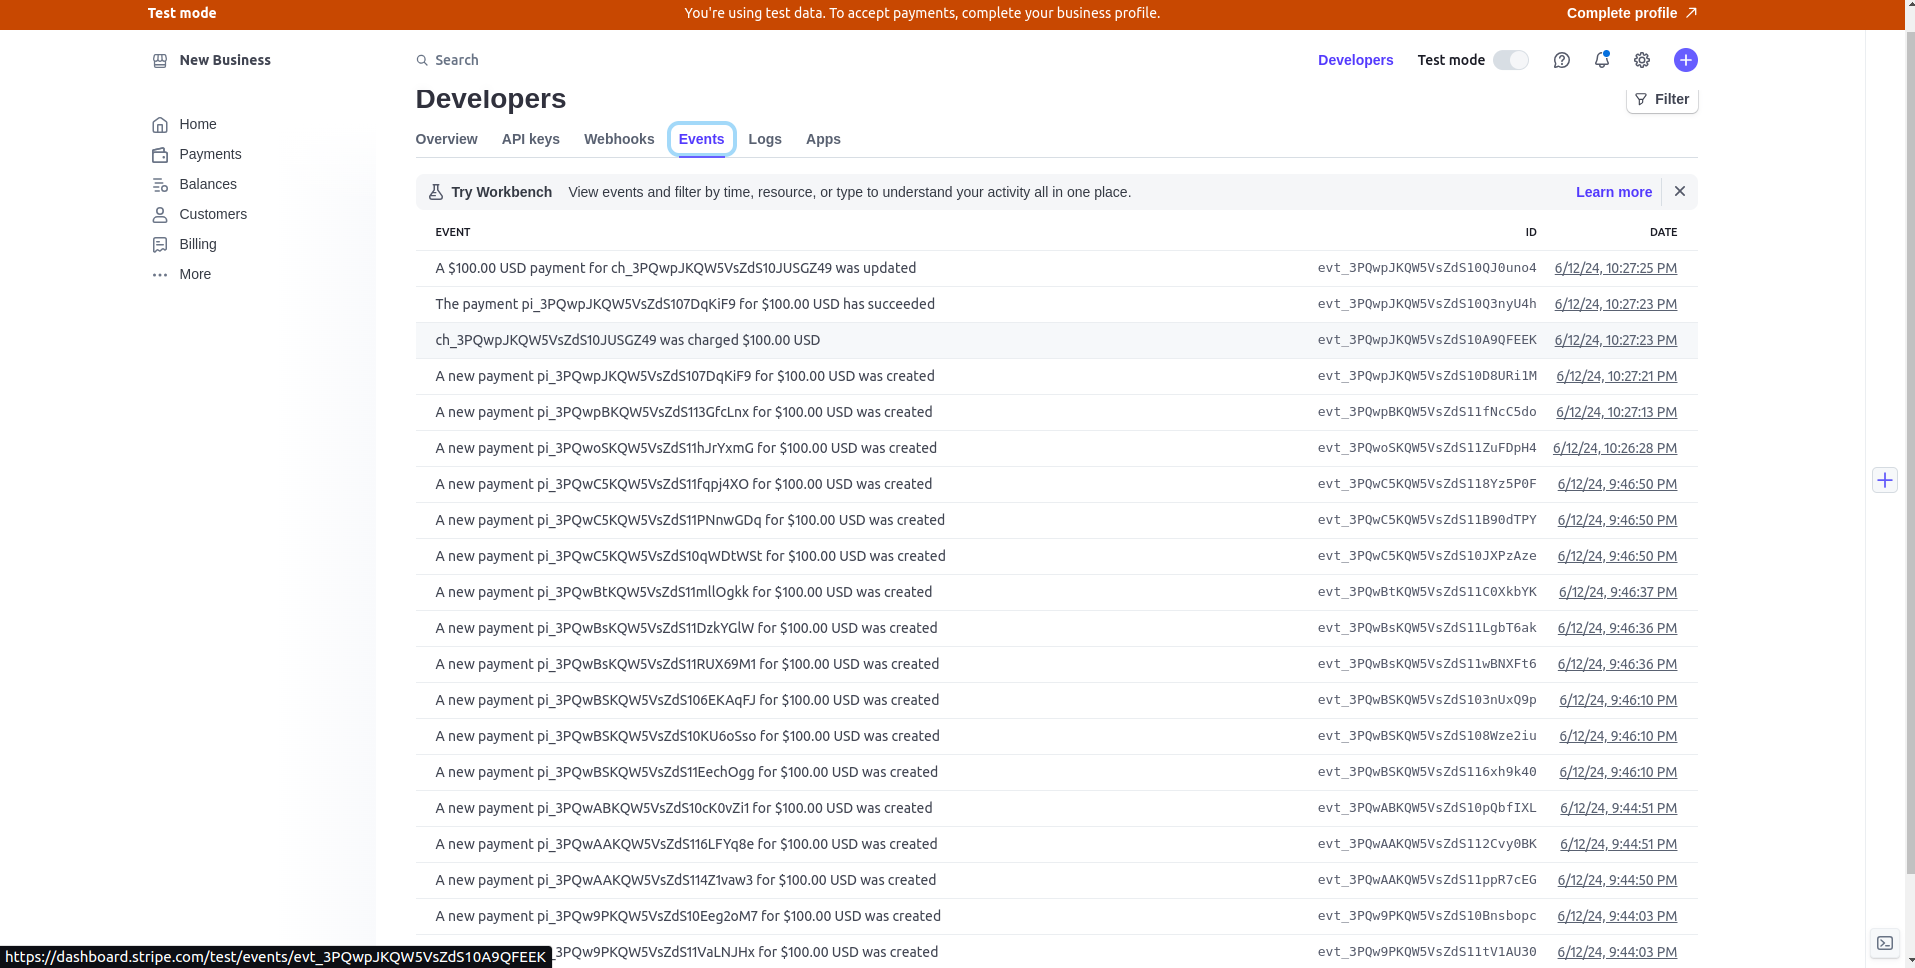 Test mode
You're using test data. To accept payments, complete your business profile.
Complete profile
New Business
Search
Developers
Test mode
Home
Payments
Balances
Customers
Billing
More
Developers
Filter
Overview API keys Webhooks Events Logs Apps
Try Workbench View events and filter by time, resource, or type to understand your activity all in one place. Learn more
EVENT ID DATE
A $100.00 USD payment for ch_3PQwpJKQW5VsZdS10JUSGZ49 was updated evt_3PQwpJKQW5VsZdS10QJ0uno4 6/12/24, 10:27:25 PM
The payment pi_3PQwpJKQW5VsZdS107DqKiF9 for $100.00 USD has succeeded evt_3PQwpJKQW5VsZdS10Q3nyU4h 6/12/24, 10:27:23 PM
ch_3PQwpJKQW5VsZdS10JUSGZ49 was charged $100.00 USD evt_3PQwpJKQW5VsZdS10A9QFEEK 6/12/24, 10:27:23 PM
A new payment pi_3PQwpJKQW5VsZdS107DqKiF9 for $100.00 USD was created evt_3PQwpJKQW5VsZdS10D8URi1M 6/12/24, 10:27:21 PM
A new payment pi_3PQwpBKQW5VsZdS113GfcLnx for $100.00 USD was created evt_3PQwpBKQW5VsZdS11fNcC5do 6/12/24, 10:27:13 PM
A new payment pi_3PQwoSKQW5VsZdS11hJrYxmG for $100.00 USD was created evt_3PQwoSKQW5VsZdS11ZuFDpH4 6/12/24, 10:26:28 PM
A new payment pi_3PQwC5KQW5VsZdS11fqpj4XO for $100.00 USD was created evt_3PQwC5KQW5VsZdS118Yz5P0F 6/12/24, 9:46:50 PM
A new payment pi_3PQwC5KQW5VsZdS11PNnwGDq for $100.00 USD was created evt_3PQwC5KQW5VsZdS11B90dTPY 6/12/24, 9:46:50 PM
A new payment pi_3PQwC5KQW5VsZdS10qWDtWSt for $100.00 USD was created evt_3PQwC5KQW5VsZdS10JXPzAze 6/12/24, 9:46:50 PM
A new payment pi_3PQwBtKQW5VsZdS11mllOgkk for $100.00 USD was created evt_3PQwBtKQW5VsZdS11C0XkbYK 6/12/24, 9:46:37 PM
A new payment pi_3PQwBsKQW5VsZdS11DzkYGlW for $100.00 USD was created evt_3PQwBsKQW5VsZdS11LgbT6ak 6/12/24, 9:46:36 PM
A new payment pi_3PQwBsKQW5VsZdS11RUX69M1 for $100.00 USD was created evt_3PQwBsKQW5VsZdS11wBNXFt6 6/12/24, 9:46:36 PM
A new payment pi_3PQwBSKQW5VsZdS106EKAqFJ for $100.00 USD was created evt_3PQwBSKQW5VsZdS103nUxQ9p 6/12/24, 9:46:10 PM
A new payment pi_3PQwBSKQW5VsZdS10KU6oSso for $100.00 USD was created evt_3PQwBSKQW5VsZdS108Wze2iu 6/12/24, 9:46:10 PM
A new payment pi_3PQwBSKQW5VsZdS11EechOgg for $100.00 USD was created evt_3PQwBSKQW5VsZdS116xh9k40 6/12/24, 9:46:10 PM
A new payment pi_3PQwABKQW5VsZdS10cK0vZi1 for $100.00 USD was created evt_3PQwABKQW5VsZdS10pQbfIXL 6/12/24, 9:44:51 PM
A new payment pi_3PQwAAKQW5VsZdS116LFYq8e for $100.00 USD was created evt_3PQwAAKQW5VsZdS112Cvy0BK 6/12/24, 9:44:51 PM
A new payment pi_3PQwAAKQW5VsZdS114Z1vaw3 for $100.00 USD was created evt_3PQwAAKQW5VsZdS11ppR7cEG 6/12/24, 9:44:50 PM
A new payment pi_3PQw9PKQW5VsZdS10Eeg2oM7 for $100.00 USD was created evt_3PQw9PKQW5VsZdS10Bnsbopc 6/12/24, 9:44:03 PM
_3PQw9PKQW5VsZdS11VaLNJHx for $100.00 USD was created evt_3PQw9PKQW5VsZdS11tV1AU30 6/12/24, 9:44:03 PM
https://dashboard.stripe.com/test/events/evt_3PQwpJKQW5VsZdS10A9QFEEK